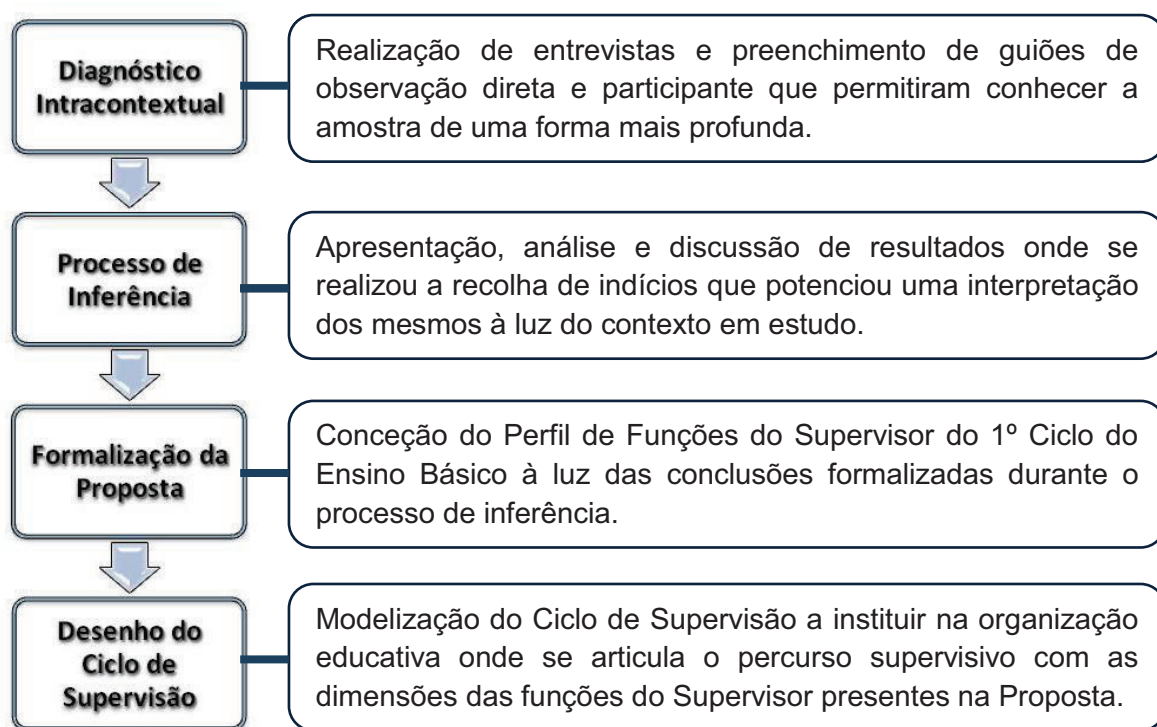 Diagnóstico
Intracontextual
Realização de entrevistas e preenchimento de guiões de
observação direta e participante que permitiram conhecer a
amostra de uma forma mais profunda.
Processo de
Inferência
Apresentação, análise e discussão de resultados onde se
realizou a recolha de indícios que potenciou uma interpretação
dos mesmos à luz do contexto em estudo.
Formalização da
Proposta
Conceção do Perfil de Funções do Supervisor do 1º Ciclo do
Ensino Básico à luz das conclusões formalizadas durante o
processo de inferência.
Desenho do
Ciclo de
Supervisão
Modelização do Ciclo de Supervisão a instituir na organização
educativa onde se articula o percurso supervisivo com as
dimensões das funções do Supervisor presentes na Proposta.